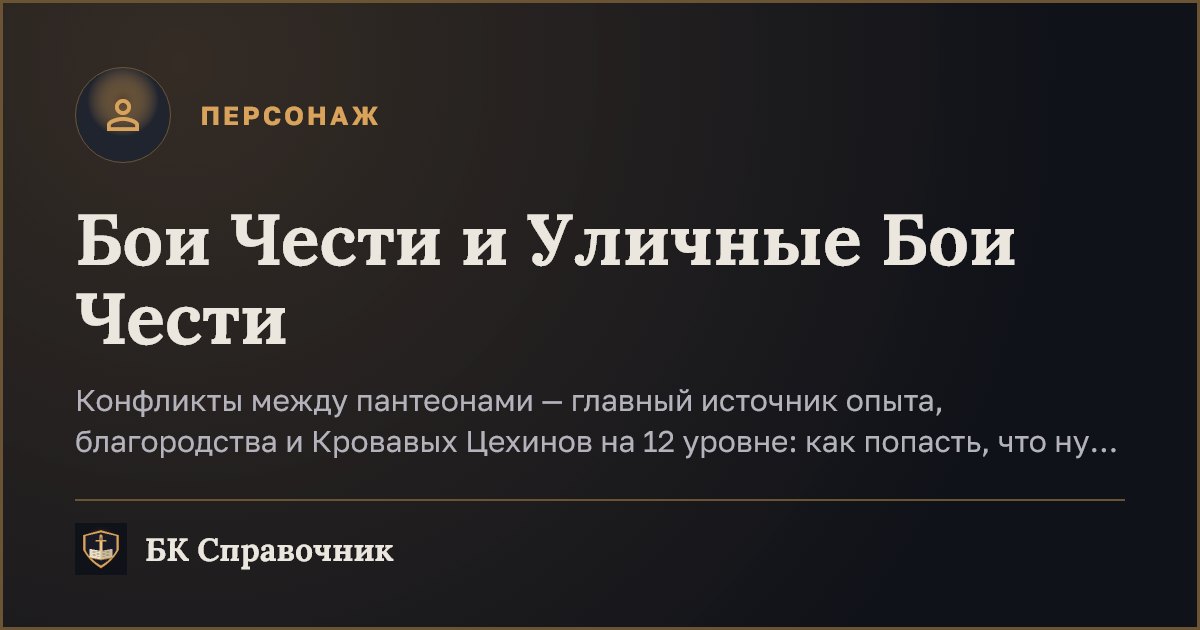 ПЕРСОНАЖ
Бои Чести и Уличные Бои
Чести
Конфликты между пантеонами — главный источник опыта,
благородства и Кровавых Цехинов на 12 уровне: как попасть, что ну…
БК Справочник